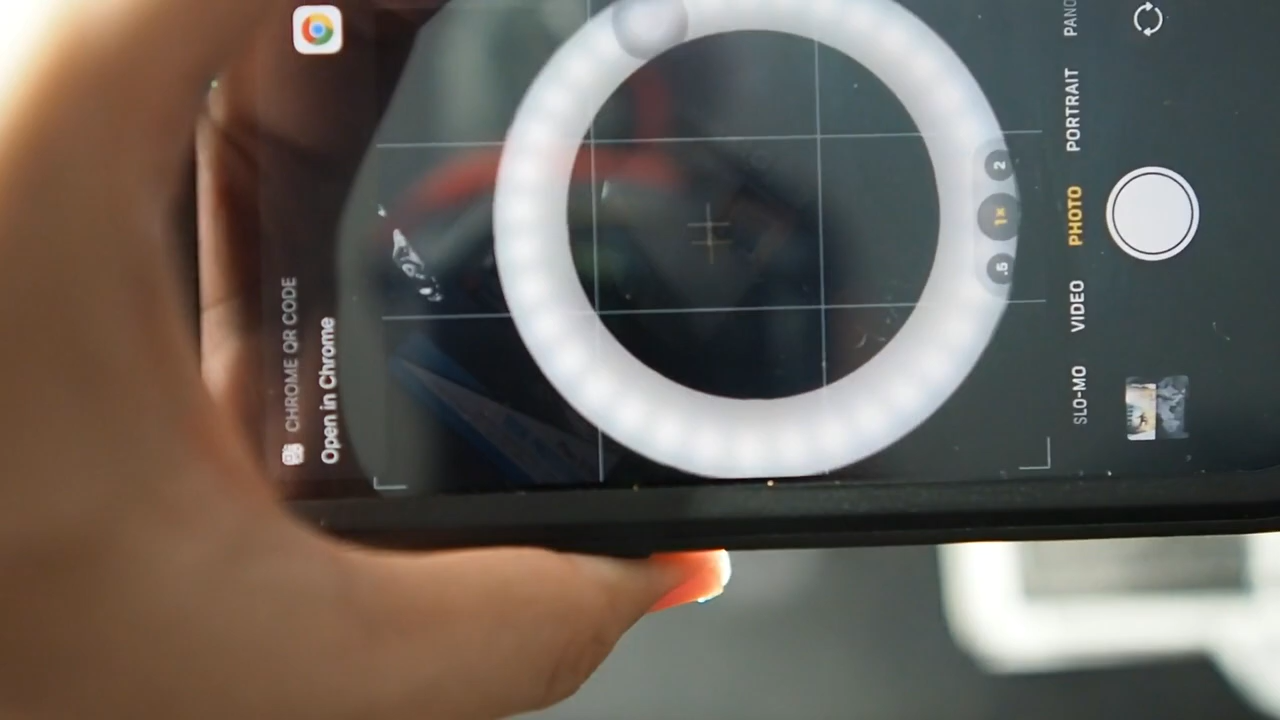 CHROME QR CODE
Open in Chrome
.5
1×
2
SLO-MO
VIDEO
PHOTO
PORTRAIT
PANO